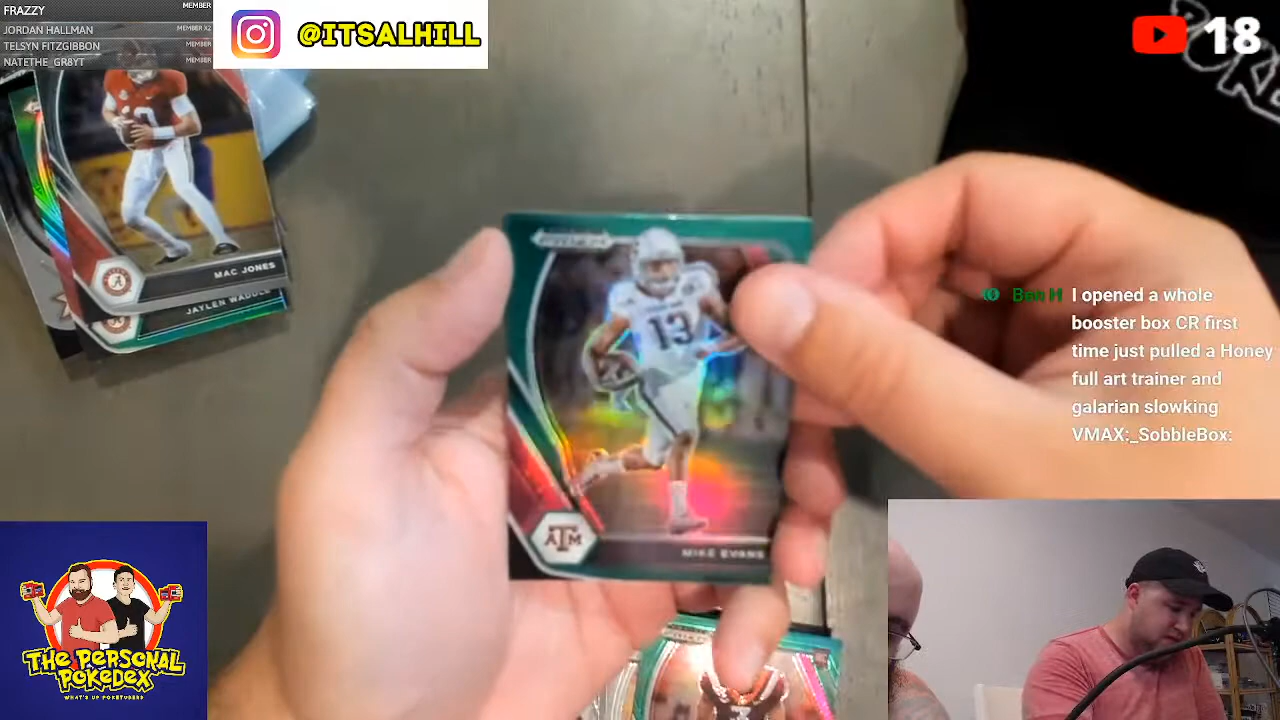 FRAZZY MEMBER
JORDAN HALLMAN MEMBER X2
TELSYN FITZGIBBON MEMBER
NATETHE_GR8YT MEMBER
@ITSALHILL
18
POKE
MAC JONES
JAYLEN WADDLE
PRIZM
13
ATM
MIKE EVANS
A
3
Ben H I opened a whole
booster box CR first
time just pulled a Honey
full art trainer and
galarian slowking
VMAX:_SobbleBox:
THE PERSONAL
POKEDEX
WHAT'S UP POKETUBERS